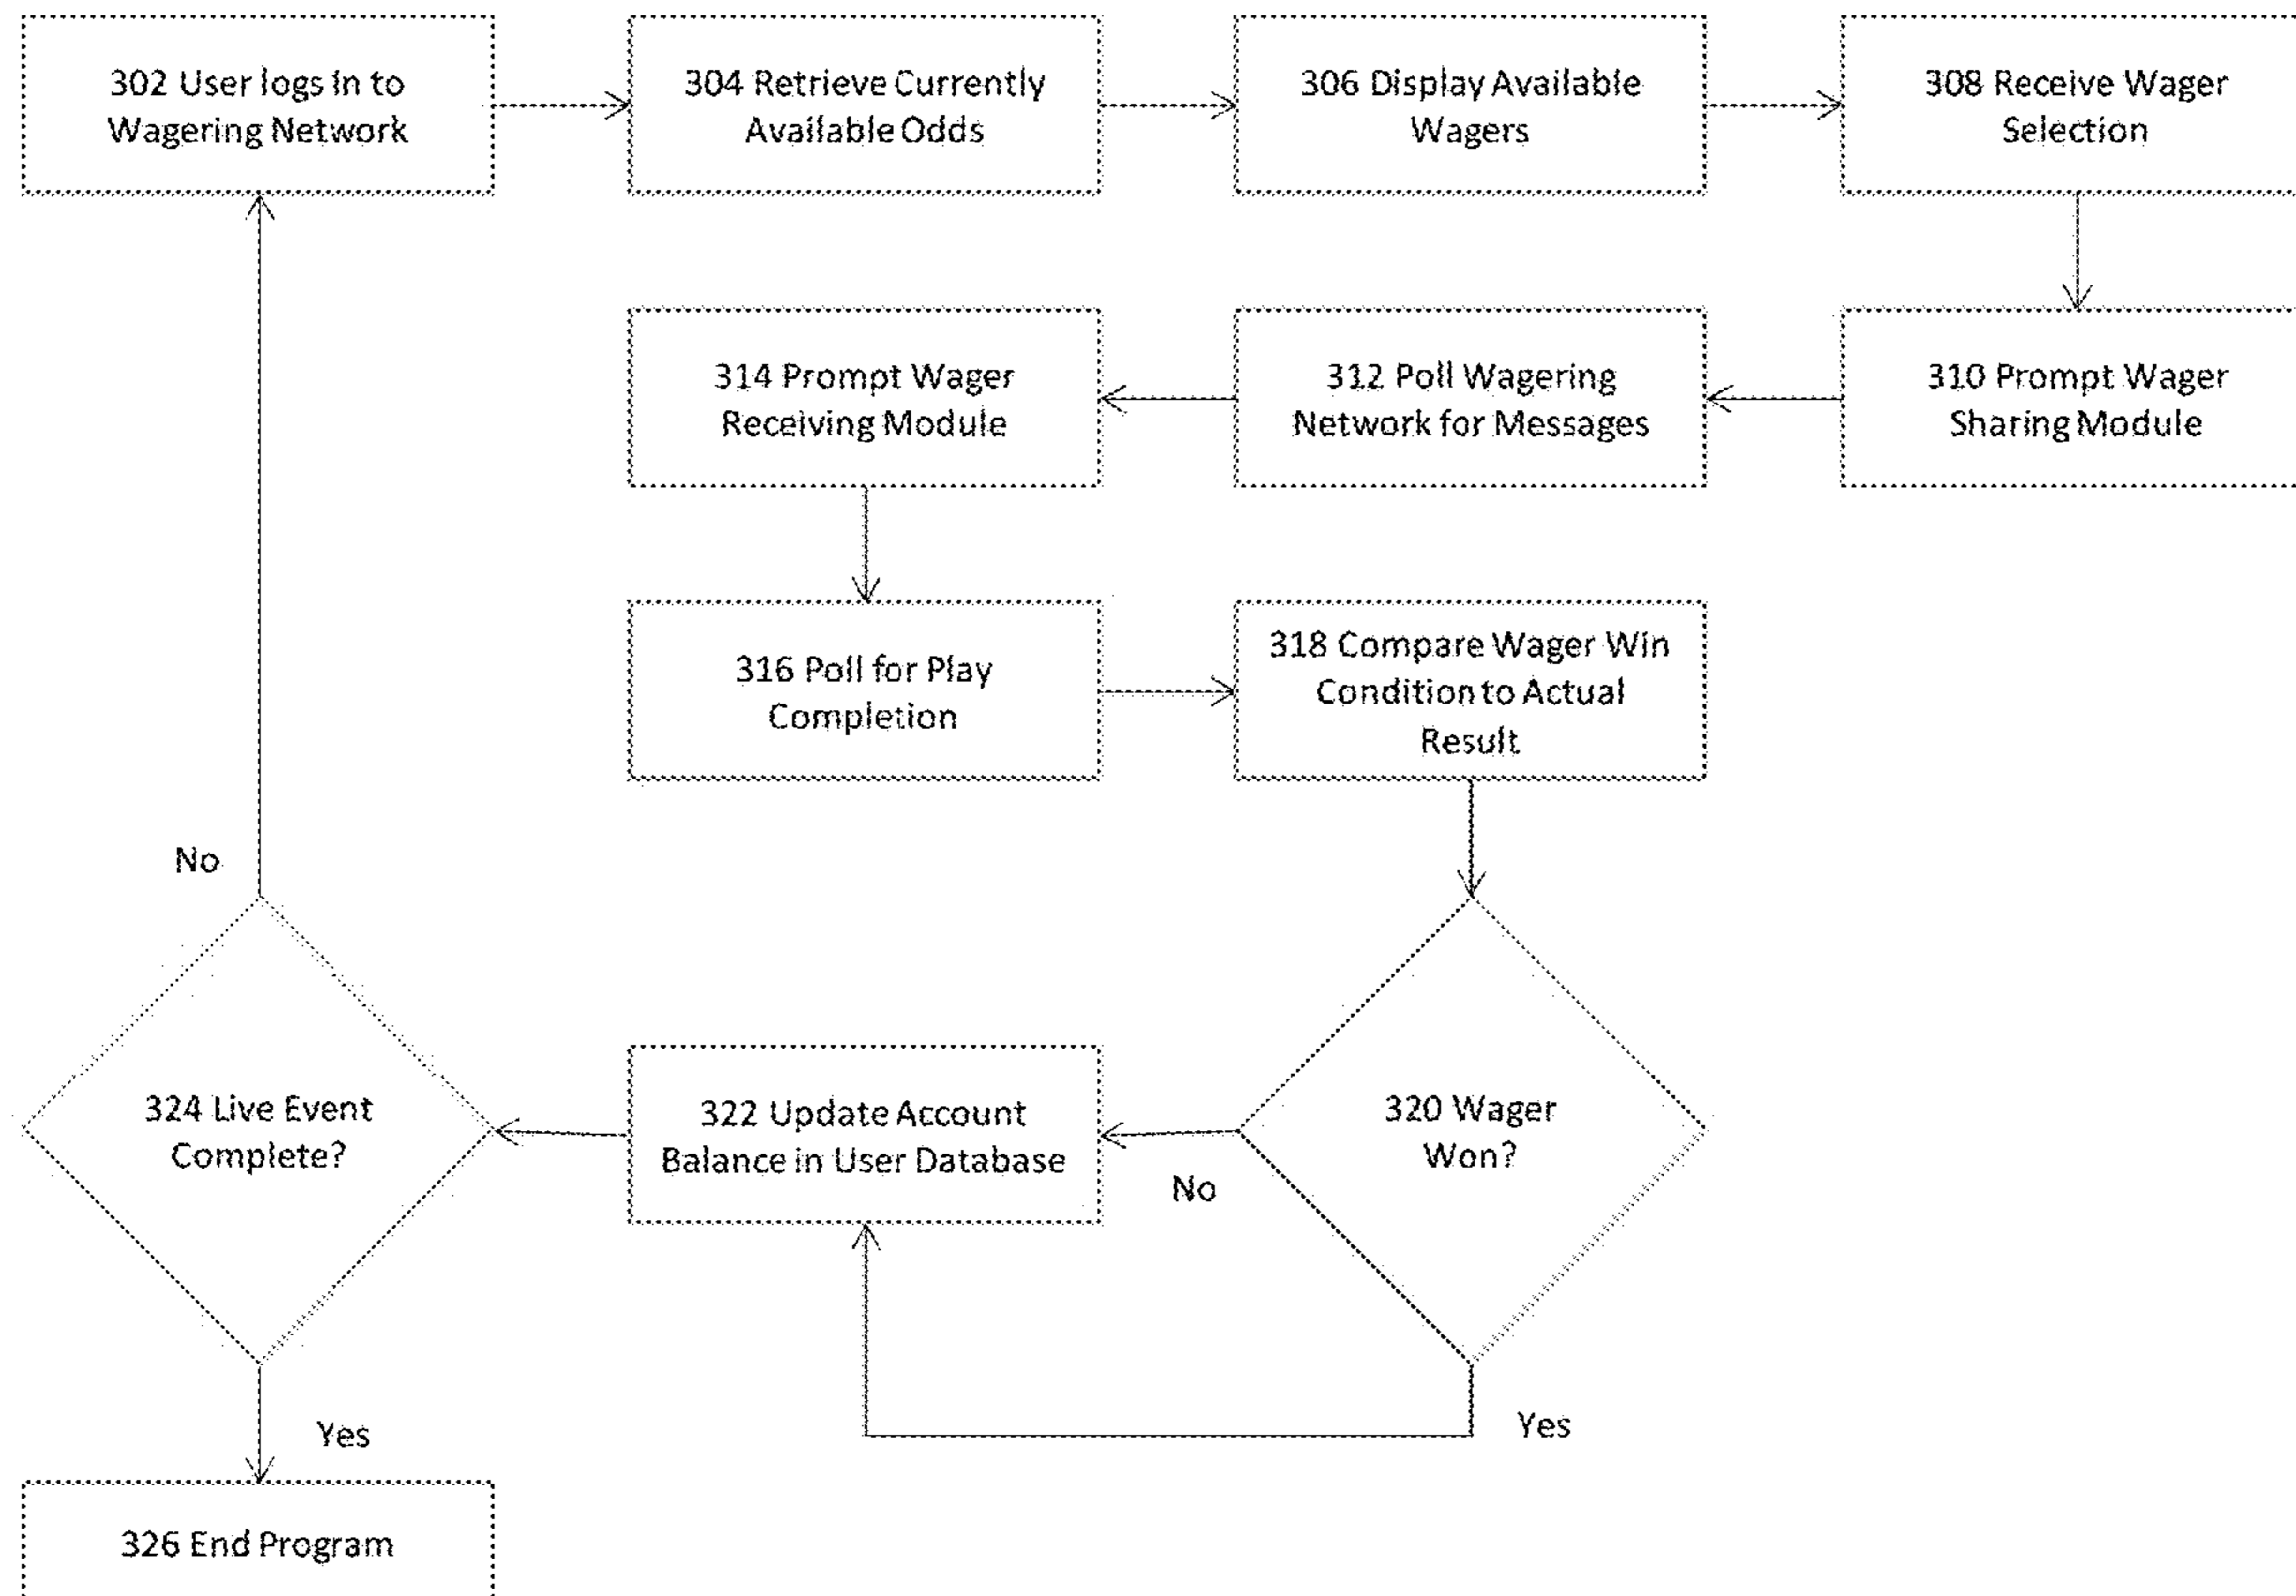 302 User logs in to
Wagering Network
304 Retrieve Currently
Available Odds
306 Display Available
Wagers
308 Receive Wager
Selection
314 Prompt Wager
Receiving Module
312 Poll Wagering
Network for Messages
310 Prompt Wager
Sharing Module
316 Poll for Play
Completion
318 Compare Wager Win
Condition to Actual
Result
No
324 Live Event
Complete?
322 Update Account
Balance in User Database
No
320 Wager
Won?
Yes
Yes
326 End Program